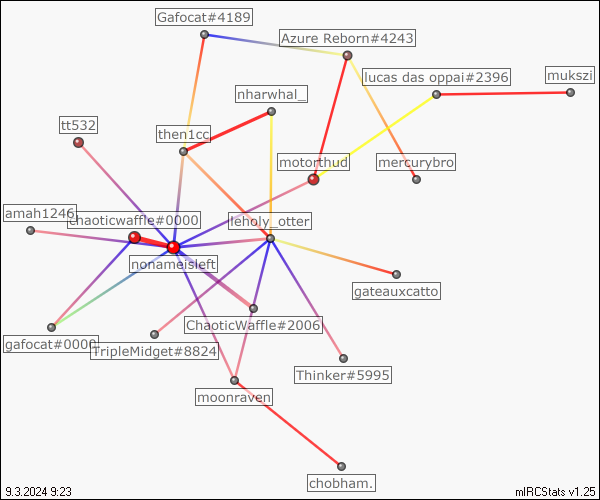 Gafocat#4189
Azure Reborn#4243
lucas das oppai#2396
mukszi
nharwhal_
tt532
then1cc
motorthud
mercurybro
amah1246
chaoticwaffle#0000
leholy_otter
nonameisleft
gateauxcatto
ChaoticWaffle#2006
gafocat#0000
TripleMidget#8824
Thinker#5995
moonraven
chobham.
9.3.2024 9:23
mIRCStats v1.25